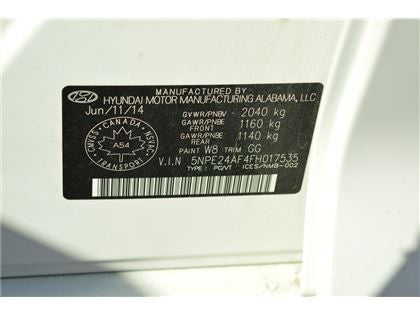 MANUFACTURED BY
HYUNDAI MOTOR MANUFACTURING ALABAMA, LLC
Jun/11/14
GVWR/PNBV 2040 kg
GAWR/PNBE FRONT 1160 kg
GAWR/PNBE REAR 1140 kg
PAINT W8 TRIM GG
V.I.N 5NPE24AF4FH017535
TYPE : PC/VT ICES/NMB-002
CANADA
CMVSS
NSVAC
A54
TRANSPORT